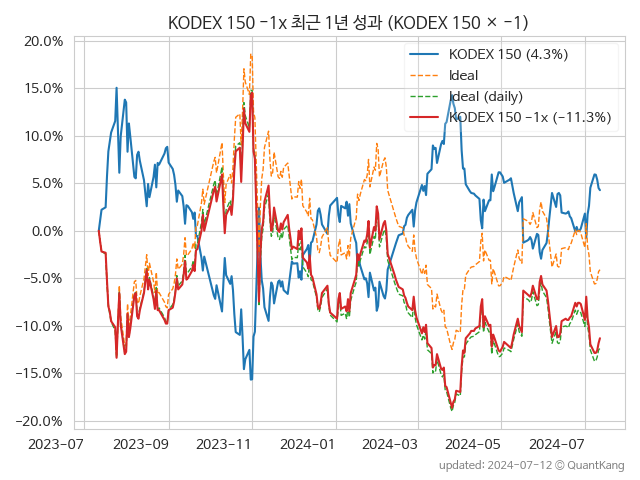 KODEX 150 −1x 최근 1년 성과 (KODEX 150 × −1)
KODEX 150 (4.3%)
Ideal
Ideal (daily)
KODEX 150 −1x (−11.3%)
20.0%
15.0%
10.0%
5.0%
0.0%
−5.0%
−10.0%
−15.0%
−20.0%
2023-07
2023-09
2023-11
2024-01
2024-03
2024-05
2024-07
updated: 2024-07-12 © QuantKang